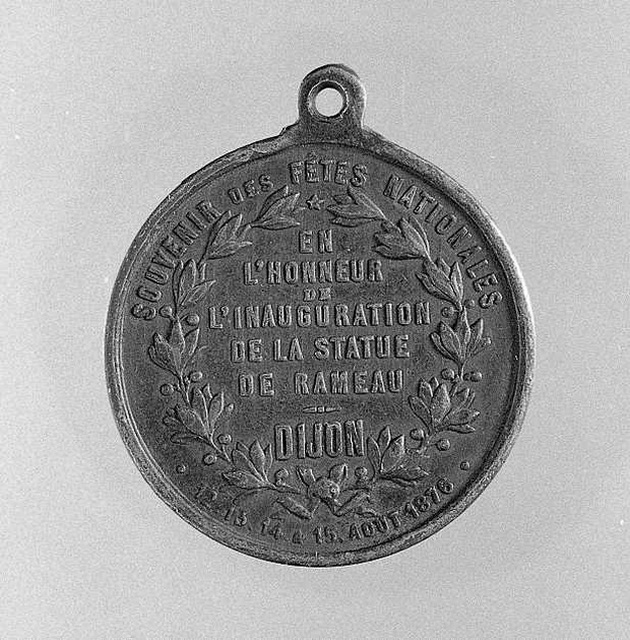 SOUVENIR DES FÊTES NATIONALES
EN
L'HONNEUR
DE
L'INAUGURATION
DE LA STATUE
DE RAMEAU
DIJON
12, 13, 14 & 15, AOUT 1876